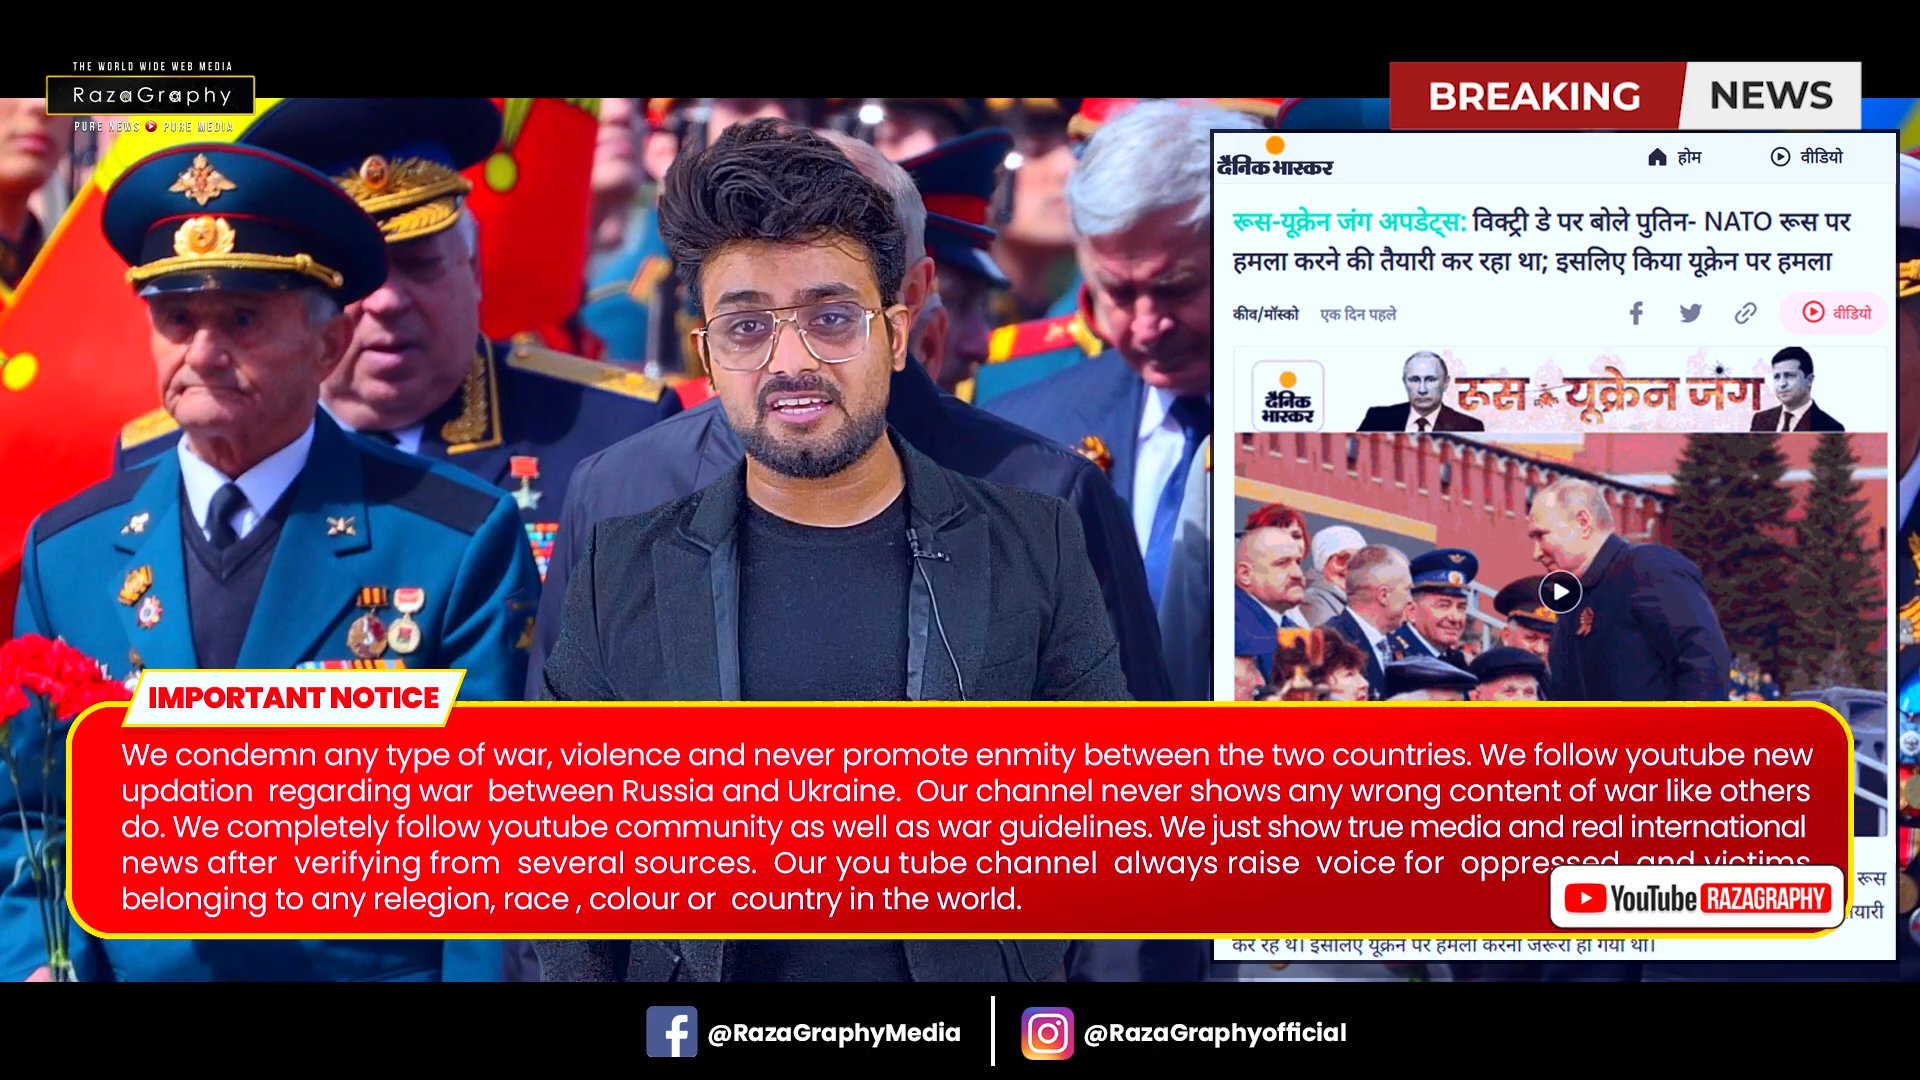 THE WORLD WIDE WEB MEDIA
RazaGraphy
PURE NEWS PURE MEDIA
BREAKING NEWS
दैनिक भास्कर
होम
वीडियो
रूस-यूक्रेन जंग अपडेट्स: विक्ट्री डे पर बोले पुतिन- NATO रूस पर
हमला करने की तैयारी कर रहा था; इसलिए किया यूक्रेन पर हमला
कीव/मॉस्को एक दिन पहले
वीडियो
दैनिक
भास्कर
रूस यूक्रेन जंग
IMPORTANT NOTICE
We condemn any type of war, violence and never promote enmity between the two countries. We follow youtube new
updation regarding war between Russia and Ukraine. Our channel never shows any wrong content of war like others
do. We completely follow youtube community as well as war guidelines. We just show true media and real international
news after verifying from several sources. Our you tube channel always raise voice for oppressed and victims
belonging to any relegion, race , colour or country in the world.
YouTube RAZAGRAPHY
रूस
कर रहे थे। इसलिए यूक्रेन पर हमला करना जरूरी हो गया था।
@RazaGraphyMedia
@RazaGraphyofficial